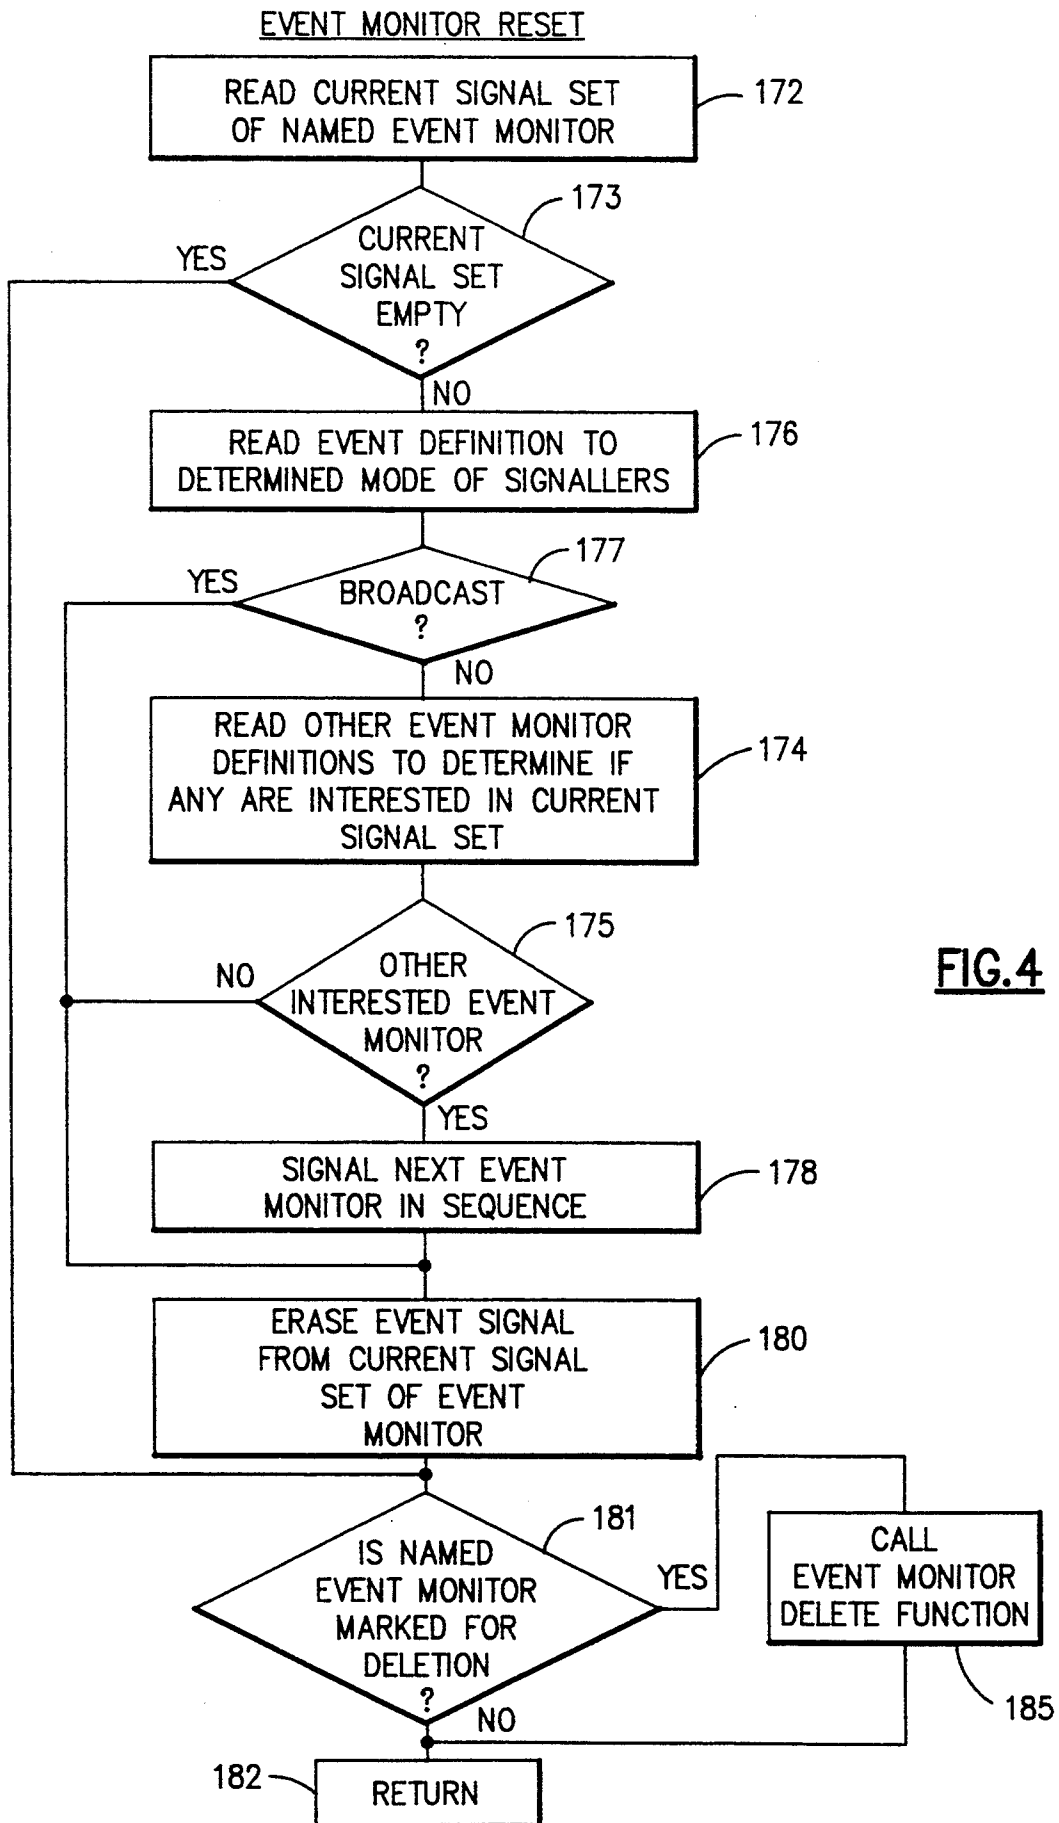 EVENT MONITOR RESET
READ CURRENT SIGNAL SET
OF NAMED EVENT MONITOR
172
173
CURRENT
SIGNAL SET
EMPTY
?
YES
NO
READ EVENT DEFINITION TO
DETERMINED MODE OF SIGNALLERS
176
177
YES
BROADCAST
?
NO
READ OTHER EVENT MONITOR
DEFINITIONS TO DETERMINE IF
ANY ARE INTERESTED IN CURRENT
SIGNAL SET
174
175
NO
OTHER
INTERESTED EVENT
MONITOR
?
YES
FIG.4
SIGNAL NEXT EVENT
MONITOR IN SEQUENCE
178
ERASE EVENT SIGNAL
FROM CURRENT SIGNAL
SET OF EVENT
MONITOR
180
181
IS NAMED
EVENT MONITOR
MARKED FOR
DELETION
?
YES
NO
CALL
EVENT MONITOR
DELETE FUNCTION
185
182
RETURN